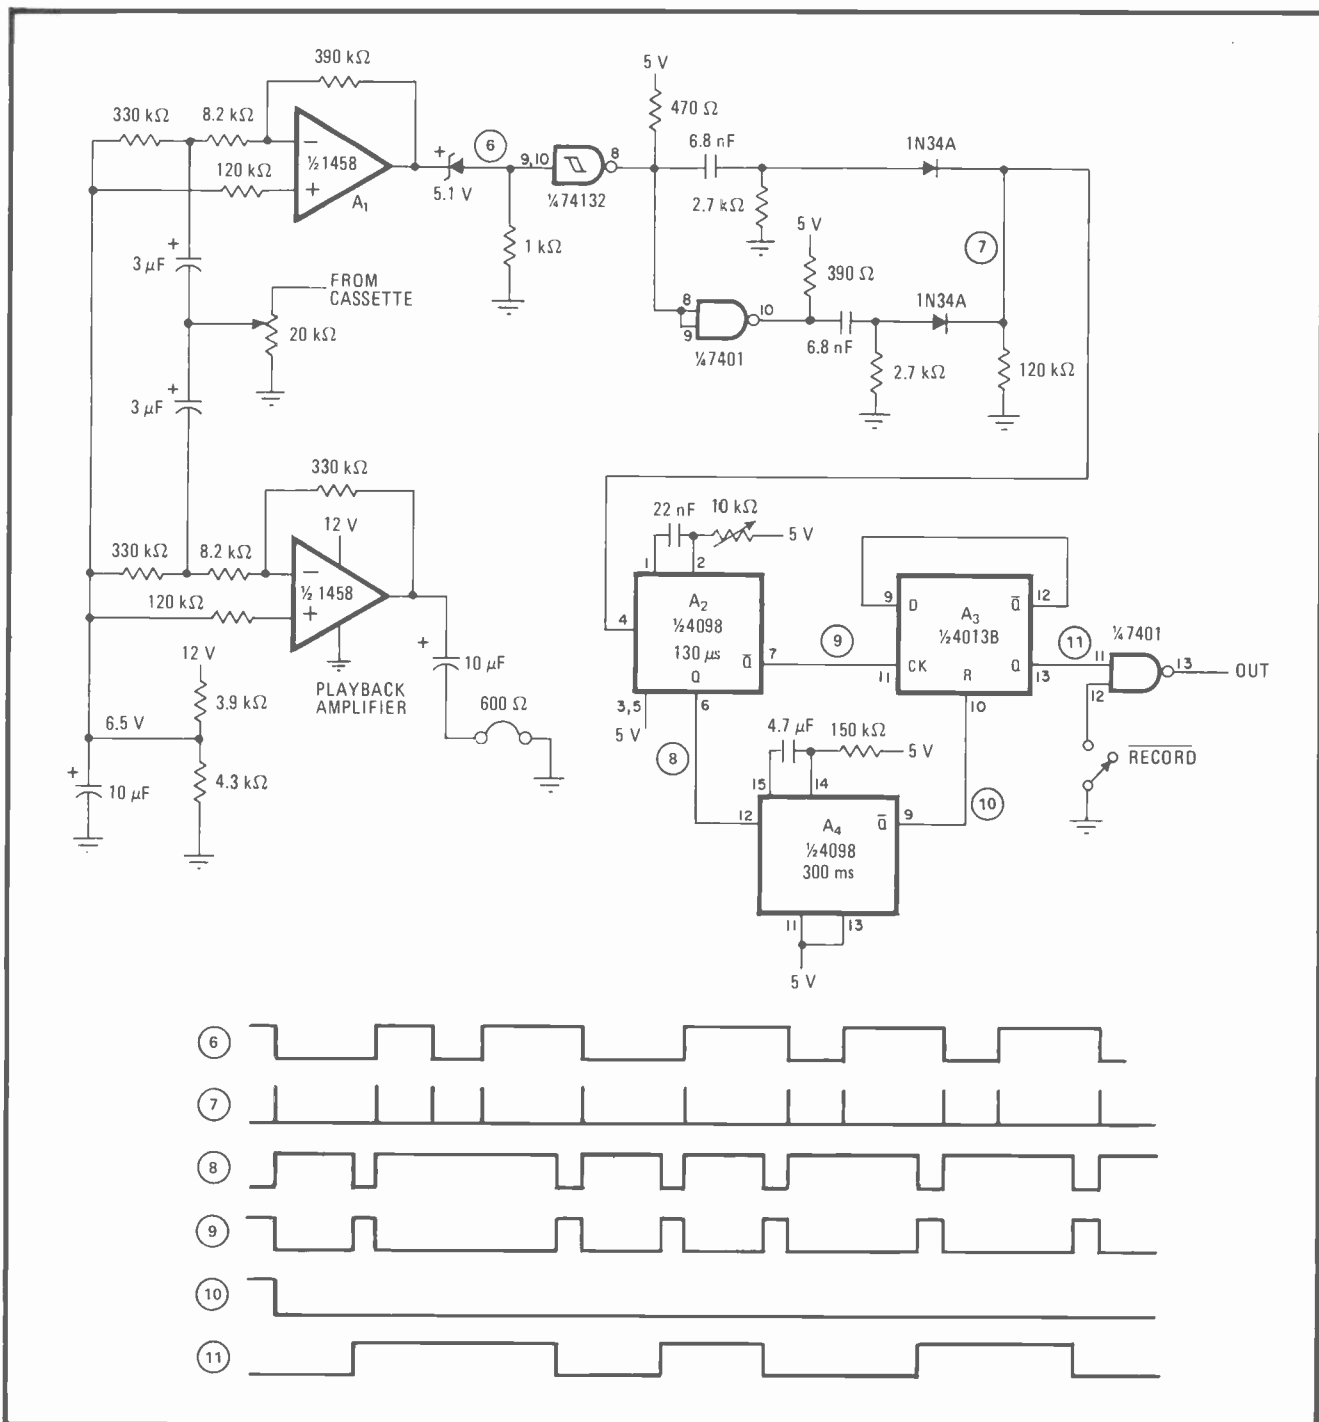 390 kΩ
330 kΩ
8.2 kΩ
−
½ 1458
+
A₁
120 kΩ
+
5.1 V
6
1 kΩ
9,10
8
¼74132
5 V
470 Ω
6.8 nF
2.7 kΩ
1N34A
7
8
9
10
¼7401
5 V
390 Ω
6.8 nF
2.7 kΩ
1N34A
120 kΩ
+
3 μF
FROM
CASSETTE
20 kΩ
+
3 μF
330 kΩ
330 kΩ
8.2 kΩ
12 V
−
½ 1458
+
120 kΩ
+
10 μF
PLAYBACK
AMPLIFIER
600 Ω
12 V
3.9 kΩ
6.5 V
4.3 kΩ
+
10 μF
22 nF
10 kΩ
5 V
1
2
4
A₂
½4098
130 μs
Q̅
7
Q
3,5
6
5 V
8
9
9
D
Q̅
12
A₃
½4013B
CK
11
R
10
Q
13
11
¼7401
11
12
13
OUT
R̅E̅C̅O̅R̅D̅
4.7 μF
150 kΩ
5 V
15
14
12
A₄
½4098
300 ms
Q̅
9
10
11
13
5 V
6
7
8
9
10
11